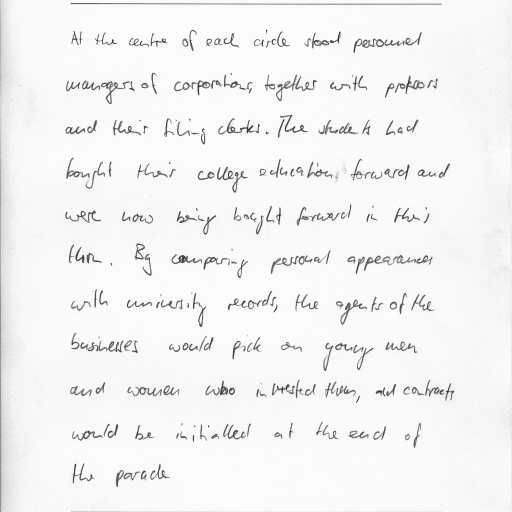 At the centre of each circle stood personnel
managers of corporations, together with professors
and their filing clerks. The students had
bought their college education forward and
were now being bought forward in their
turn. By comparing personal appearances
with university records, the agents of the
businesses would pick on young men
and women who interested them, and contracts
would be initialled at the end of
the parade